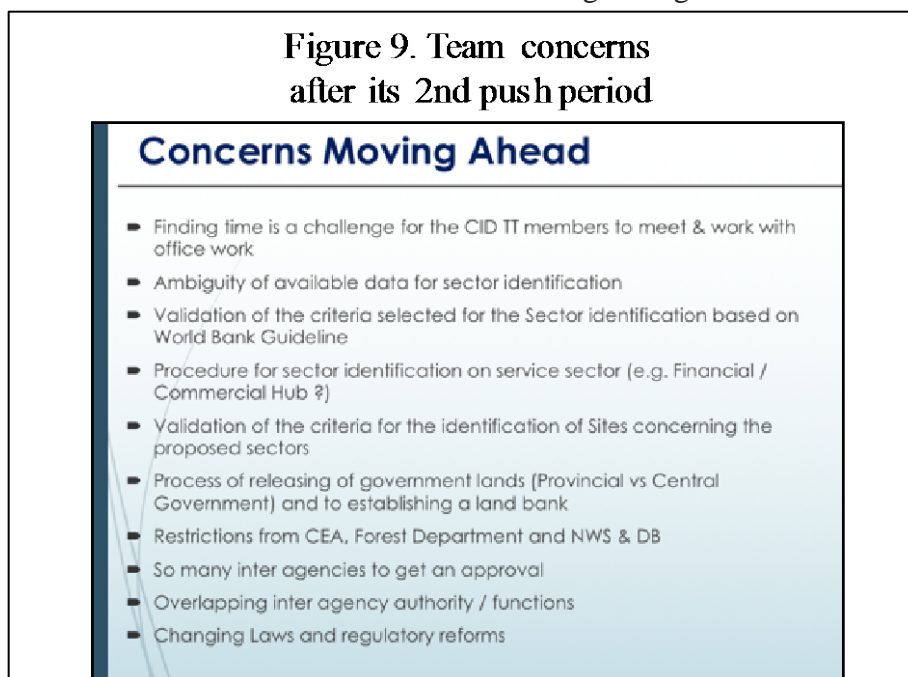 Figure 9. Team concerns
after its 2nd push period
Concerns Moving Ahead
Finding time is a challenge for the CID TT members to meet & work with
office work
Ambiguity of available data for sector identification
Validation of the criteria selected for the Sector identification based on
World Bank Guideline
Procedure for sector identification on service sector (e.g. Financial /
Commercial Hub ?)
Validation of the criteria for the identification of Sites concerning the
proposed sectors
Process of releasing of government lands (Provincial vs Central
Government) and to establishing a land bank
Restrictions from CEA, Forest Department and NWS & DB
So many inter agencies to get an approval
Overlapping inter agency authority / functions
Changing Laws and regulatory reforms